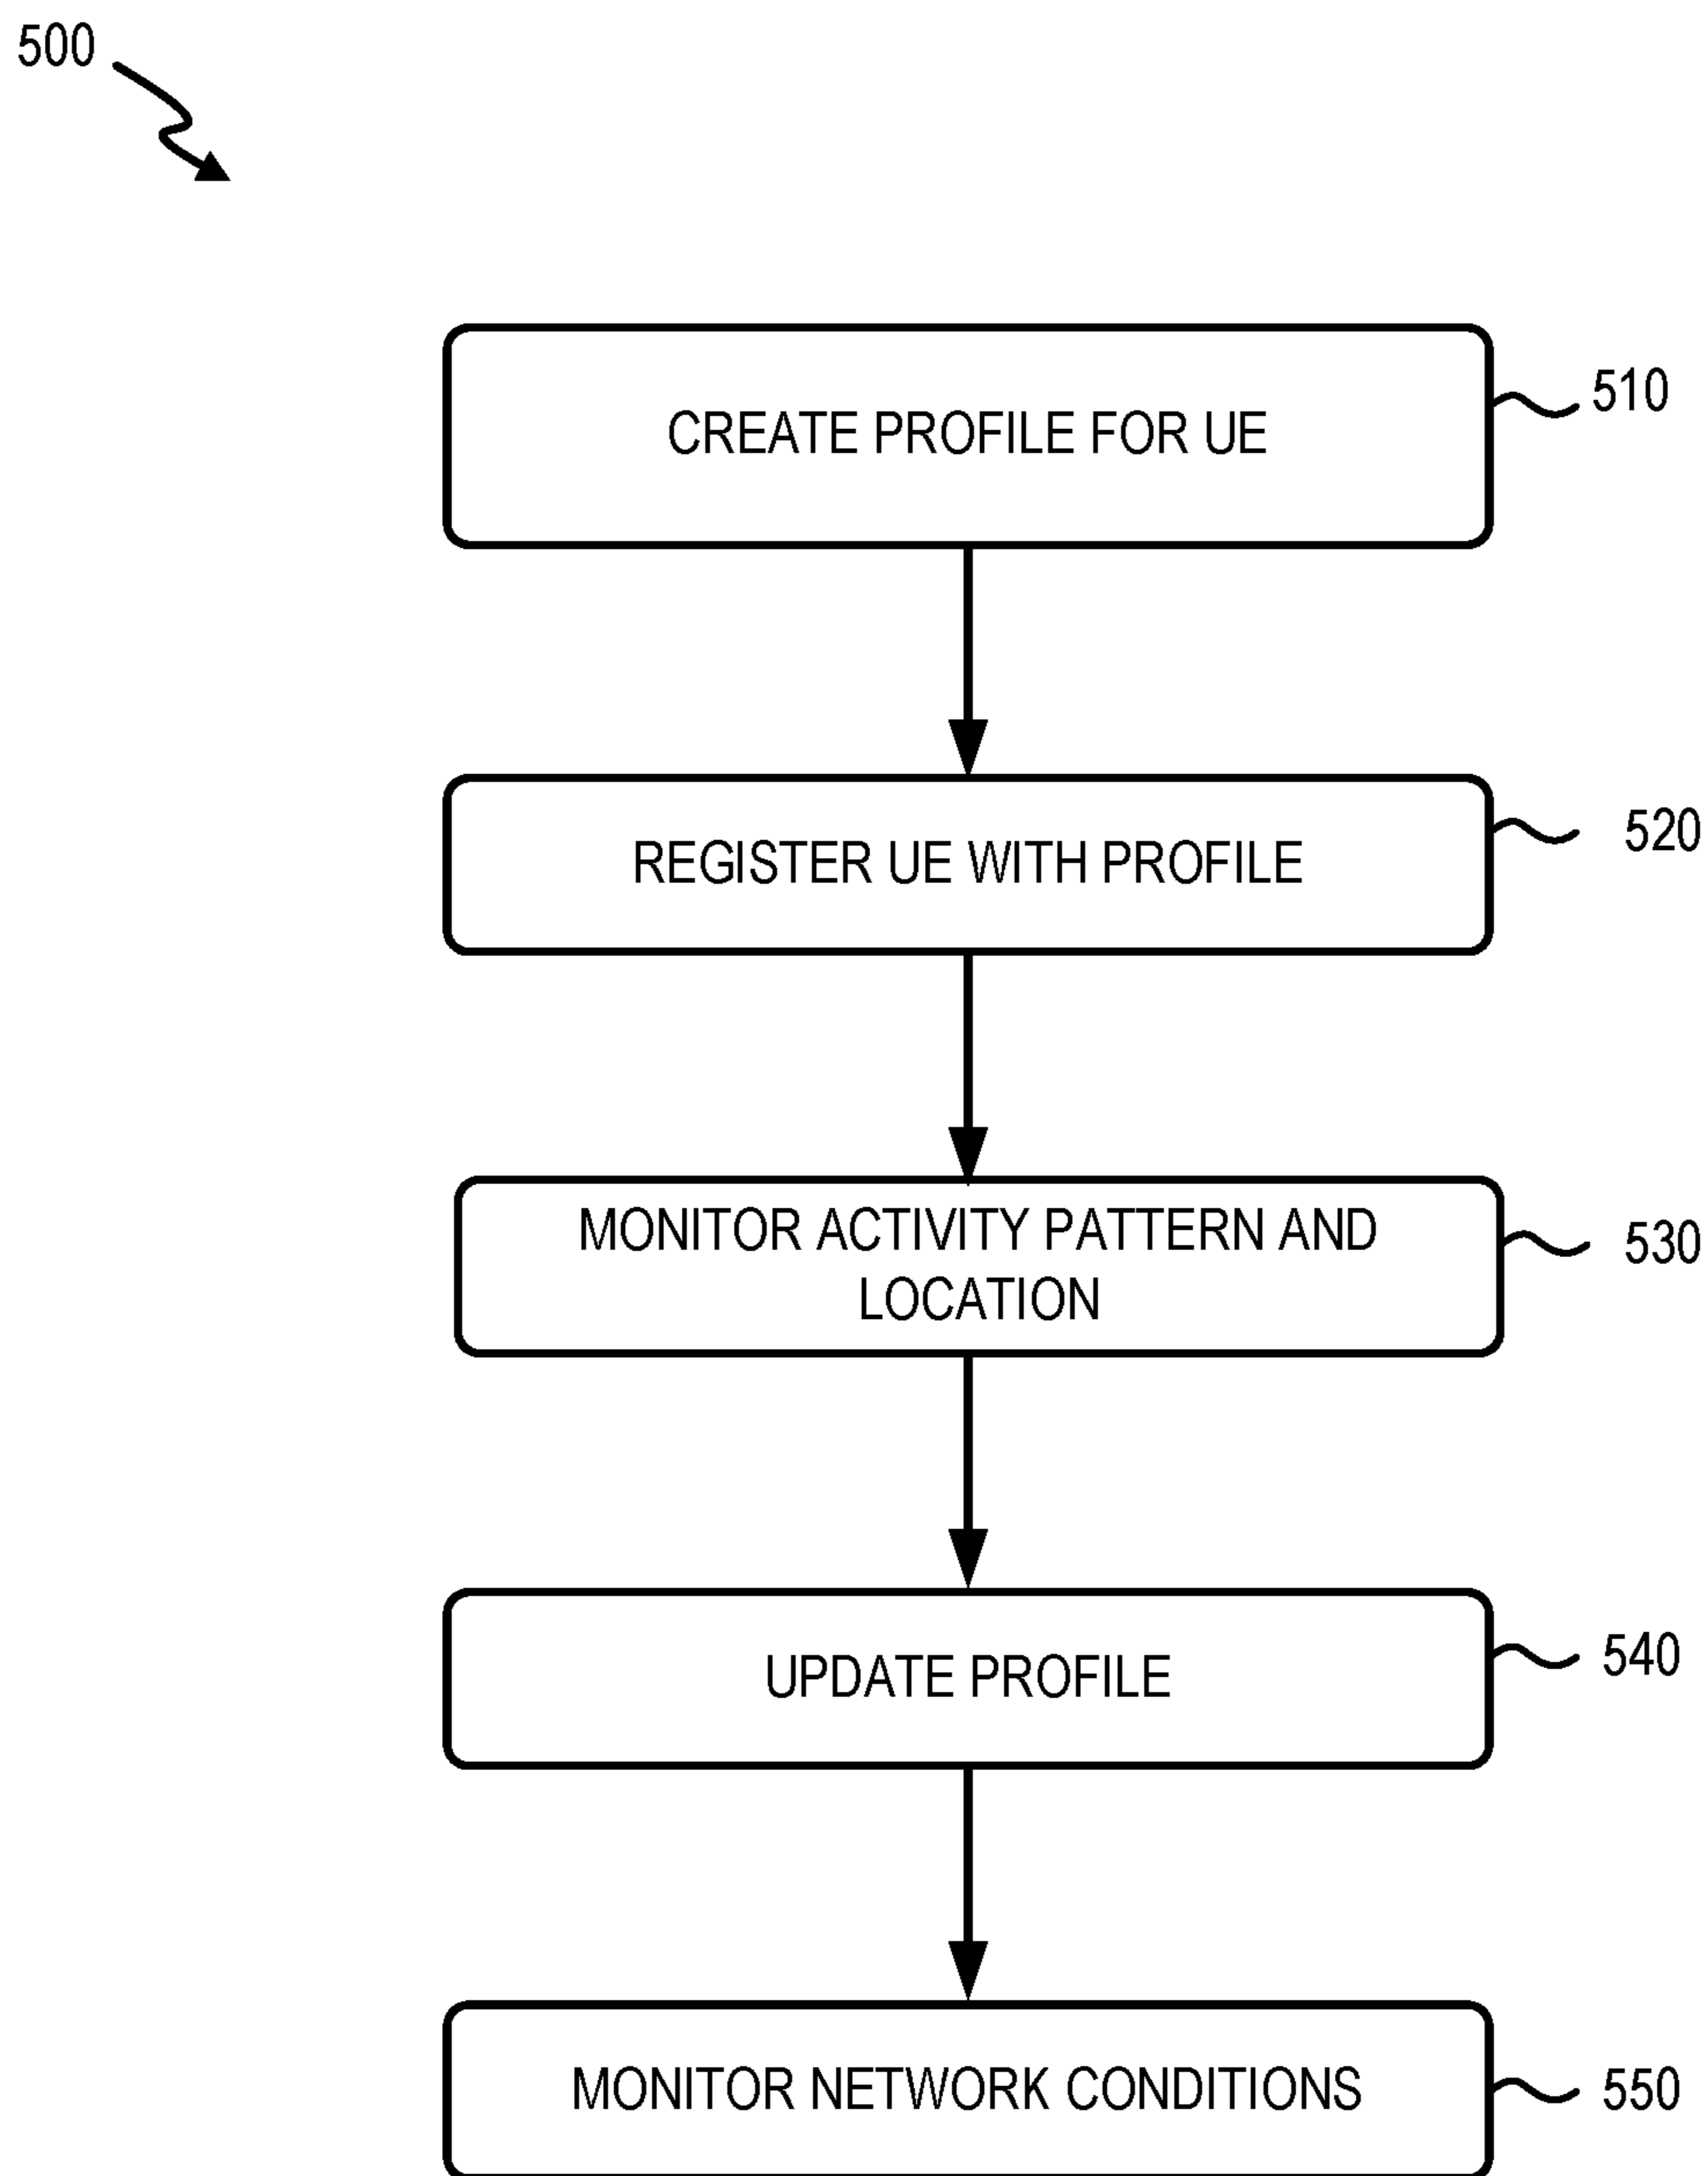 500
CREATE PROFILE FOR UE
510
REGISTER UE WITH PROFILE
520
MONITOR ACTIVITY PATTERN AND
LOCATION
530
UPDATE PROFILE
540
MONITOR NETWORK CONDITIONS
550